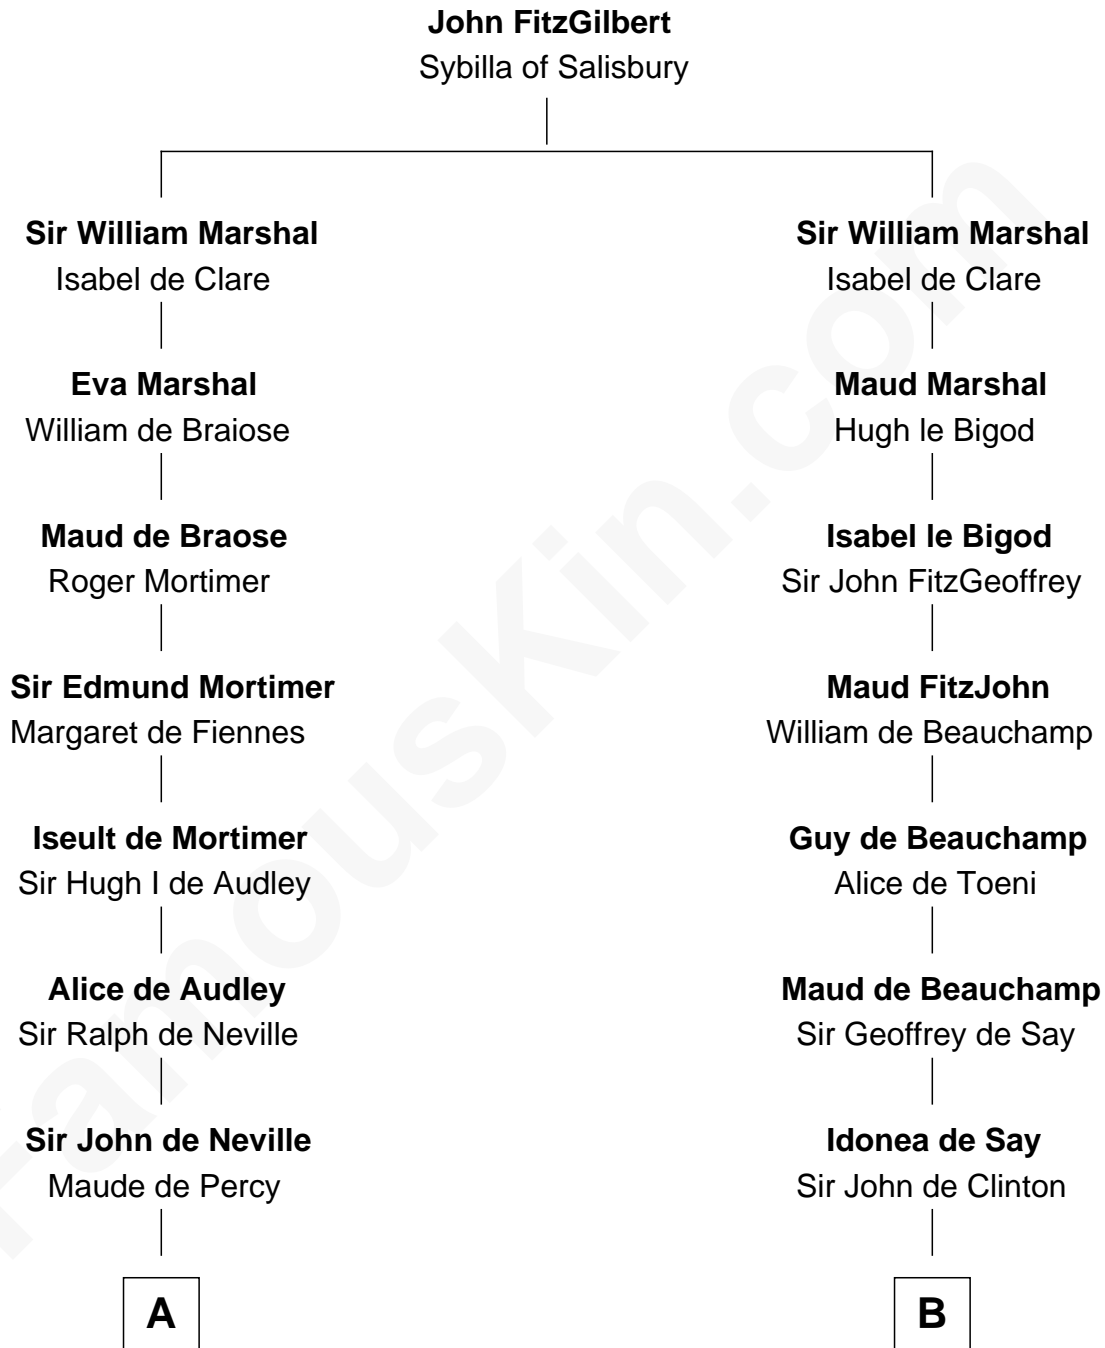 John FitzGilbert
Sybilla of Salisbury
Sir William Marshal
Isabel de Clare
Sir William Marshal
Isabel de Clare
Eva Marshal
William de Braiose
Maud Marshal
Hugh le Bigod
Maud de Braose
Roger Mortimer
Isabel le Bigod
Sir John FitzGeoffrey
Sir Edmund Mortimer
Margaret de Fiennes
Maud FitzJohn
William de Beauchamp
Iseult de Mortimer
Sir Hugh I de Audley
Guy de Beauchamp
Alice de Toeni
Alice de Audley
Sir Ralph de Neville
Maud de Beauchamp
Sir Geoffrey de Say
Sir John de Neville
Maude de Percy
Idonea de Say
Sir John de Clinton
A
B
FamousKin.com